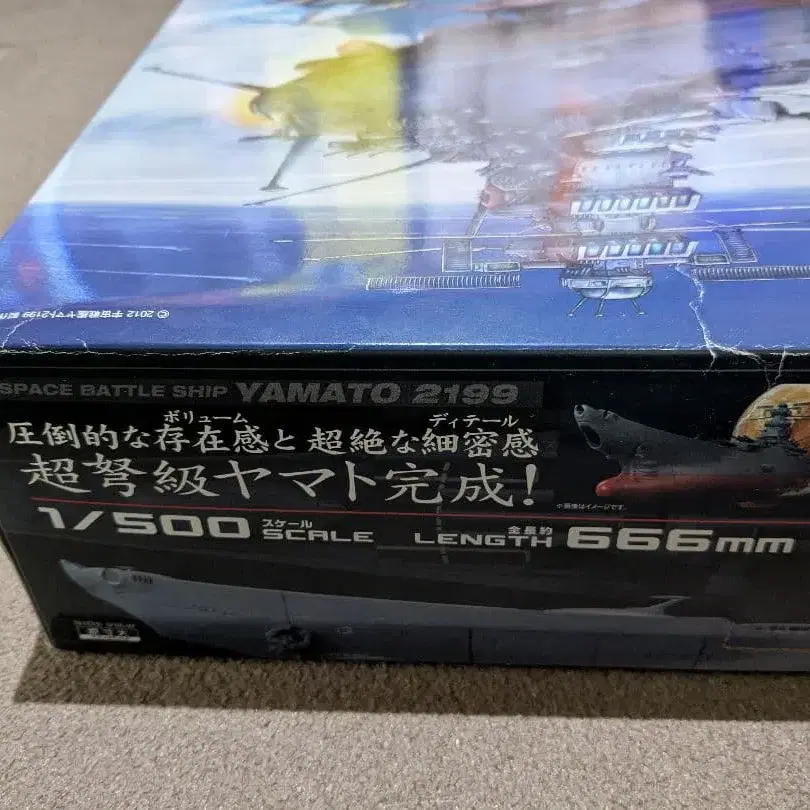 © 2012 宇宙戦艦ヤマト2199 製作
SPACE BATTLE SHIP YAMATO 2199
ボリューム ディテール
圧倒的な存在感と超絶な細密感
超弩級ヤマト完成!
※画像はイメージです。
1/500 スケール SCALE 全長約 LENGTH 666mm